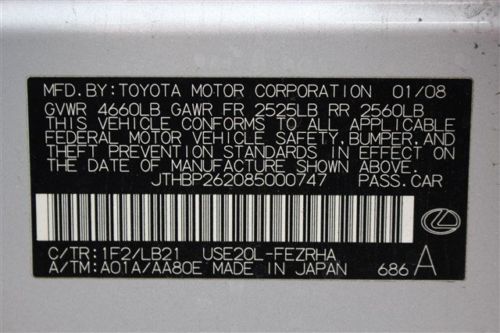 MFD.BY:TOYOTA MOTOR CORPORATION 01/08
GVWR 4660LB GAWR FR 2525LB RR 2560LB
THIS VEHICLE CONFORMS TO ALL APPLICABLE
FEDERAL MOTOR VEHICLE SAFETY, BUMPER, AND
THEFT PREVENTION STANDARDS IN EFFECT ON
THE DATE OF MANUFACTURE SHOWN ABOVE.
JTHBP262085000747 PASS.CAR
C/TR:1F2/LB21 USE20L-FEZRHA
A/TM:A01A/AA80E MADE IN JAPAN 686 A